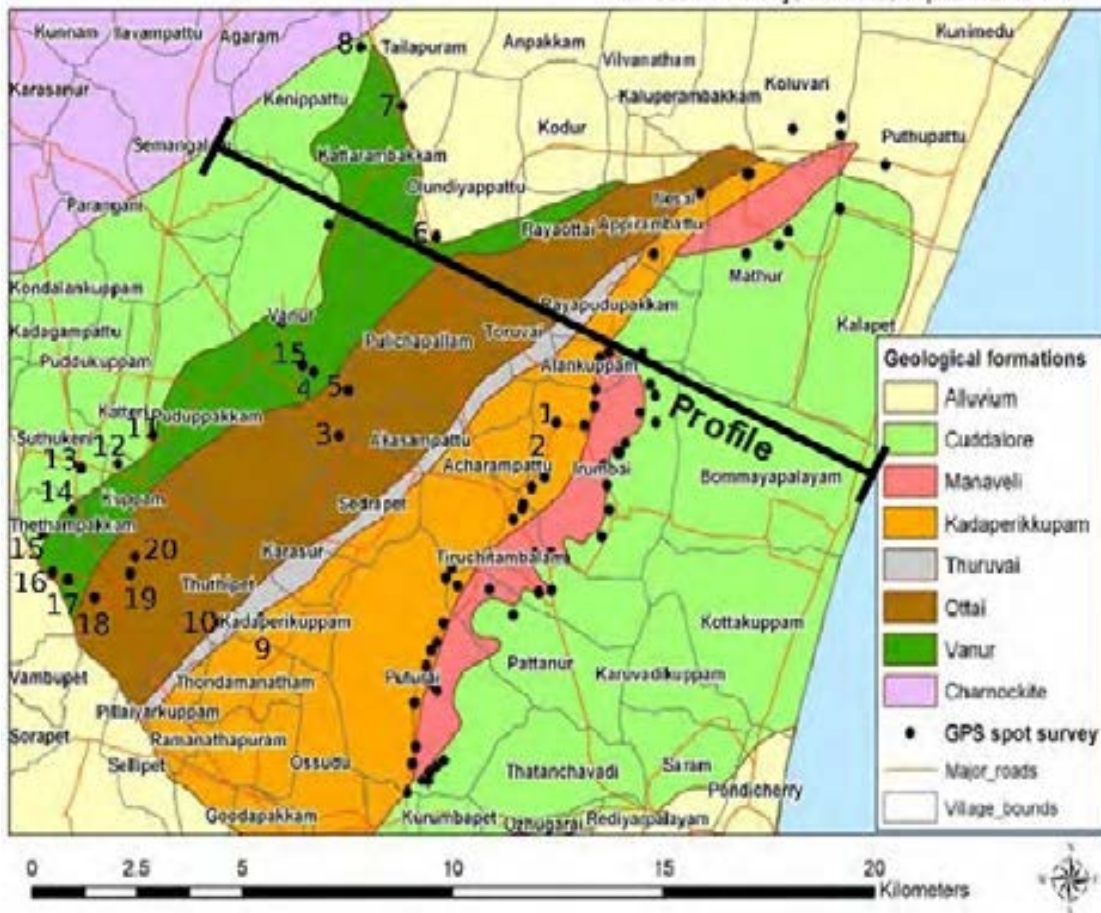 Kunnam
Ilavampattu
Agaram
8
Tailapuram
Anpakkam
Vilvanatham
Kunimedu
Karasanur
Kenippattu
7
Koluvari
Kaluperambakkam
Kodur
Puthupattu
Kattarambakkam
Olundiyappattu
Parangani
6
Rayaottai
Nesal
Appirambattu
Mathur
Kondalankuppam
Kadagampattu
Vanur
Rayapudupakkam
Kalapet
Toruvai
Puddukuppam
Pulichapallam
15
4
5
Alankuppam
Profile
Katteri
Puduppakkam
11
12
3
1
2
Suthukeni
13
14
Akasampattu
Acharampattu
Irumbai
Bommayapalayam
Kuppam
Sedrapet
Thethampakkam
15
16
17
18
19
20
Karasur
Thuthipet
Tiruchitambalam
10
Kadaperikuppam
9
Kottakuppam
Vambupet
Thondamanatham
Puturai
Pattanur
Karuvadikuppam
Pillaiyarkuppam
Sorapet
Ramanathapuram
Sellipet
Ossudu
Thatanchavadi
Saram
Pondicherry
Goodapakkam
Kurumbapet
Ozhugarai
Rediyarpalayam
Geological formations
Alluvium
Cuddalore
Manaveli
Kadaperikkupam
Thuruvai
Ottai
Vanur
Charnockite
GPS spot survey
Major_roads
Village_bounds
0 2.5 5 10 15 20
Kilometers